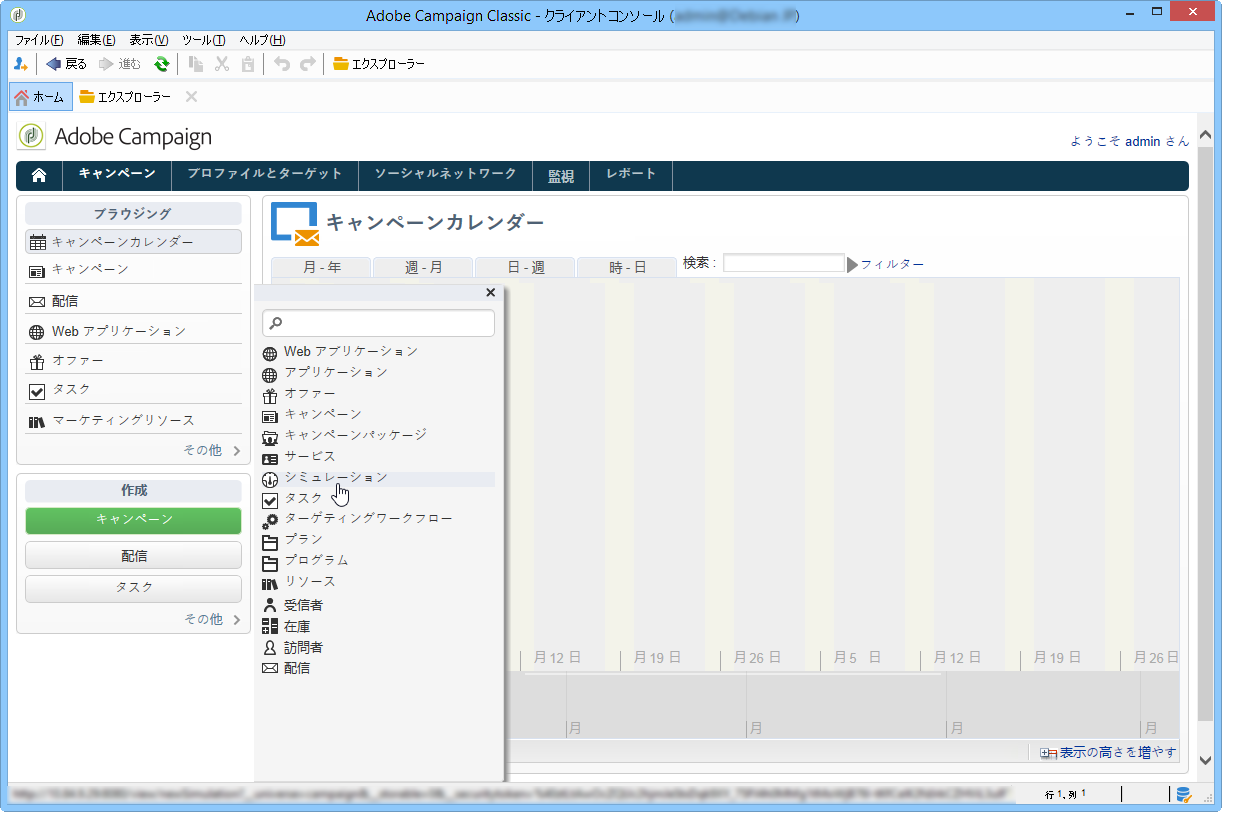 Adobe Campaign Classic - クライアントコンソール (
ファイル(F) 編集(E) 表示(V) ツール(T) ヘルプ(H)
戻る 進む エクスプローラー
ホーム エクスプローラー
Adobe Campaign
ようこそ admin さん
キャンペーン プロファイルとターゲット ソーシャルネットワーク 監視 レポート
ブラウジング
キャンペーンカレンダー
キャンペーン
配信
Web アプリケーション
オファー
タスク
マーケティングリソース
その他
作成
キャンペーン
配信
タスク
その他
キャンペーンカレンダー
月 - 年 週 - 月 日 - 週 時 - 日 検索 : フィルター
Web アプリケーション
アプリケーション
オファー
キャンペーン
キャンペーンパッケージ
サービス
シミュレーション
タスク
ターゲティングワークフロー
プラン
プログラム
リソース
受信者
在庫
訪問者
配信
月12 日 月19 日 月26 日 月5 日 月12 日 月19 日 月26 日
月 月 月 月
表示の高さを増やす
行 1, 列 1